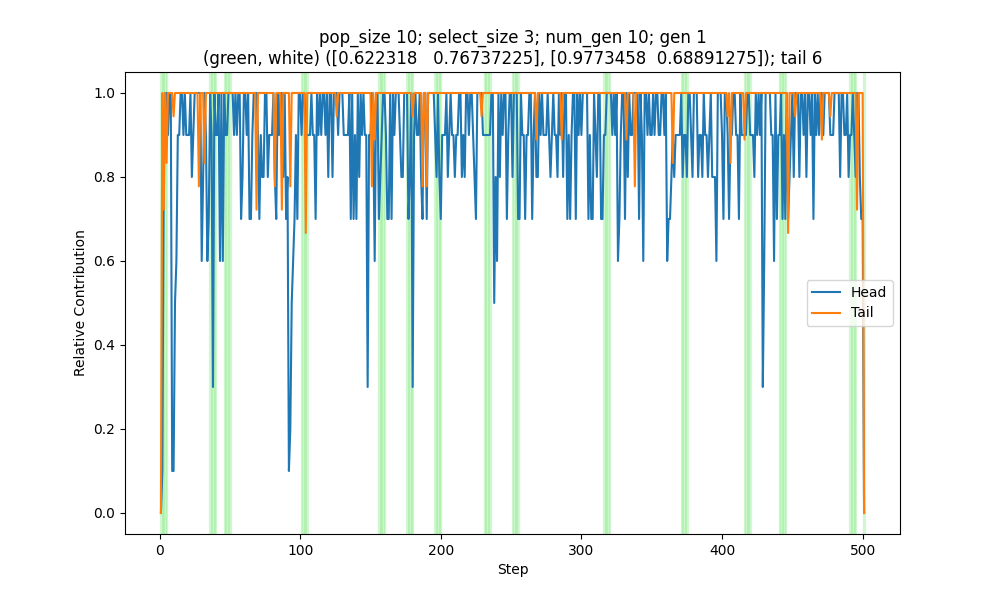 pop_size 10; select_size 3; num_gen 10; gen 1
(green, white) ([0.622318   0.76737225], [0.9773458  0.68891275]); tail 6
1.0
0.8
0.6
0.4
0.2
0.0
Relative Contribution
Head
Tail
0
100
200
300
400
500
Step